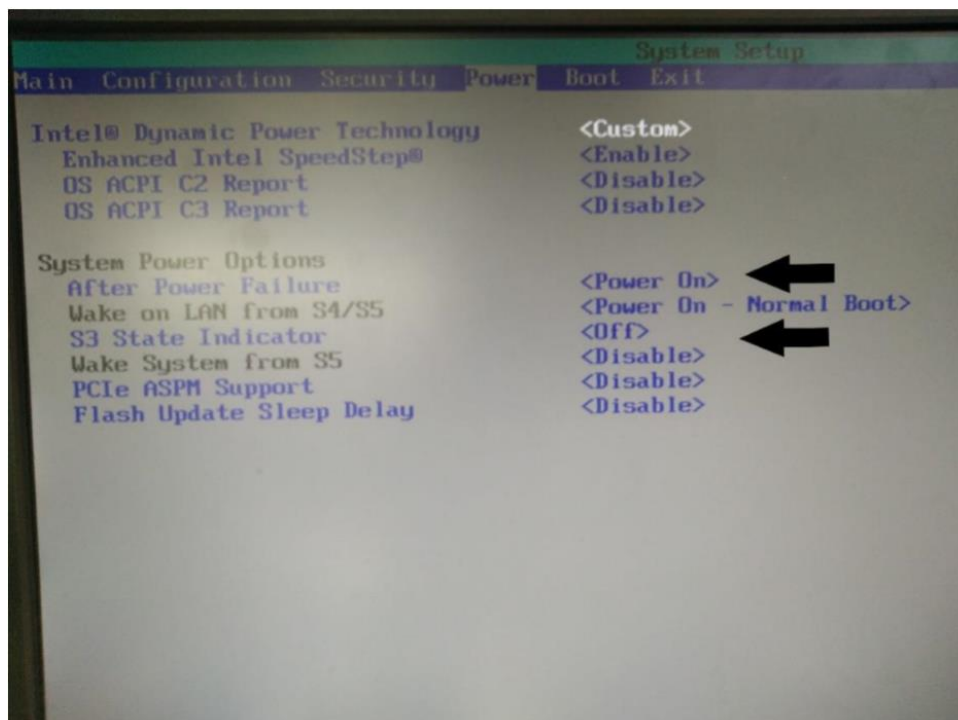 System Setup
Main Configuration Security Power Boot Exit
Intel® Dynamic Power Technology <Custom>
Enhanced Intel SpeedStep® <Enable>
OS ACPI C2 Report <Disable>
OS ACPI C3 Report <Disable>
System Power Options
After Power Failure <Power On>
Wake on LAN from S4/S5 <Power On - Normal Boot>
S3 State Indicator <Off>
Wake System from S5 <Disable>
PCIe ASPM Support <Disable>
Flash Update Sleep Delay <Disable>